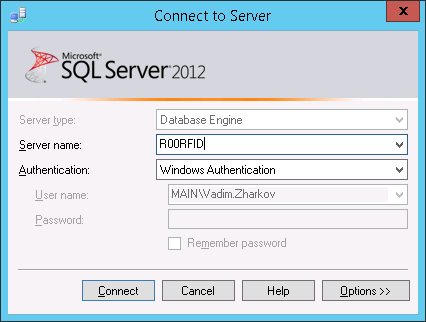 Connect to Server
x
Microsoft
SQL Server 2012
Server type: Database Engine
Server name: R00RFID
Authentication: Windows Authentication
User name: MAIN\Vadim.Zharkov
Password:
Remember password
Connect Cancel Help Options >>